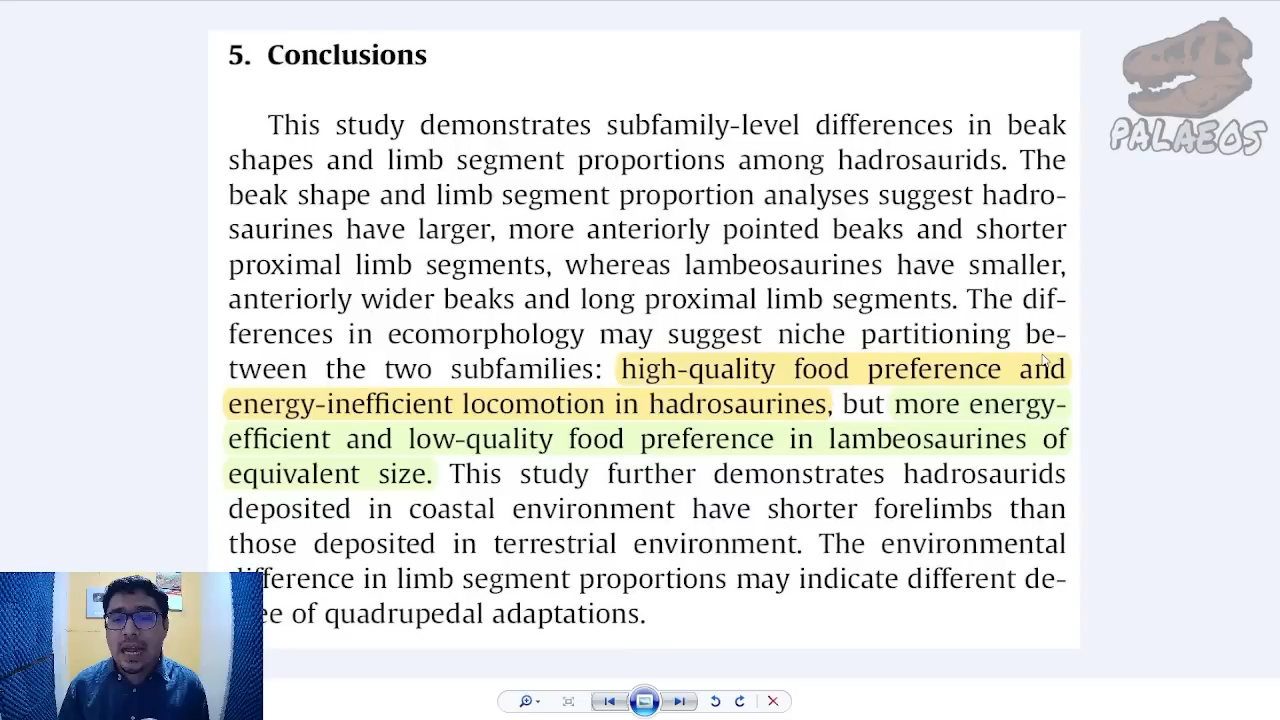 5. Conclusions
This study demonstrates subfamily-level differences in beak
shapes and limb segment proportions among hadrosaurids. The
beak shape and limb segment proportion analyses suggest hadro-
saurines have larger, more anteriorly pointed beaks and shorter
proximal limb segments, whereas lambeosaurines have smaller,
anteriorly wider beaks and long proximal limb segments. The dif-
ferences in ecomorphology may suggest niche partitioning be-
tween the two subfamilies: high-quality food preference and
energy-inefficient locomotion in hadrosaurines, but more energy-
efficient and low-quality food preference in lambeosaurines of
equivalent size. This study further demonstrates hadrosaurids
deposited in coastal environment have shorter forelimbs than
those deposited in terrestrial environment. The environmental
difference in limb segment proportions may indicate different de-
ee of quadrupedal adaptations.
PALAEOS